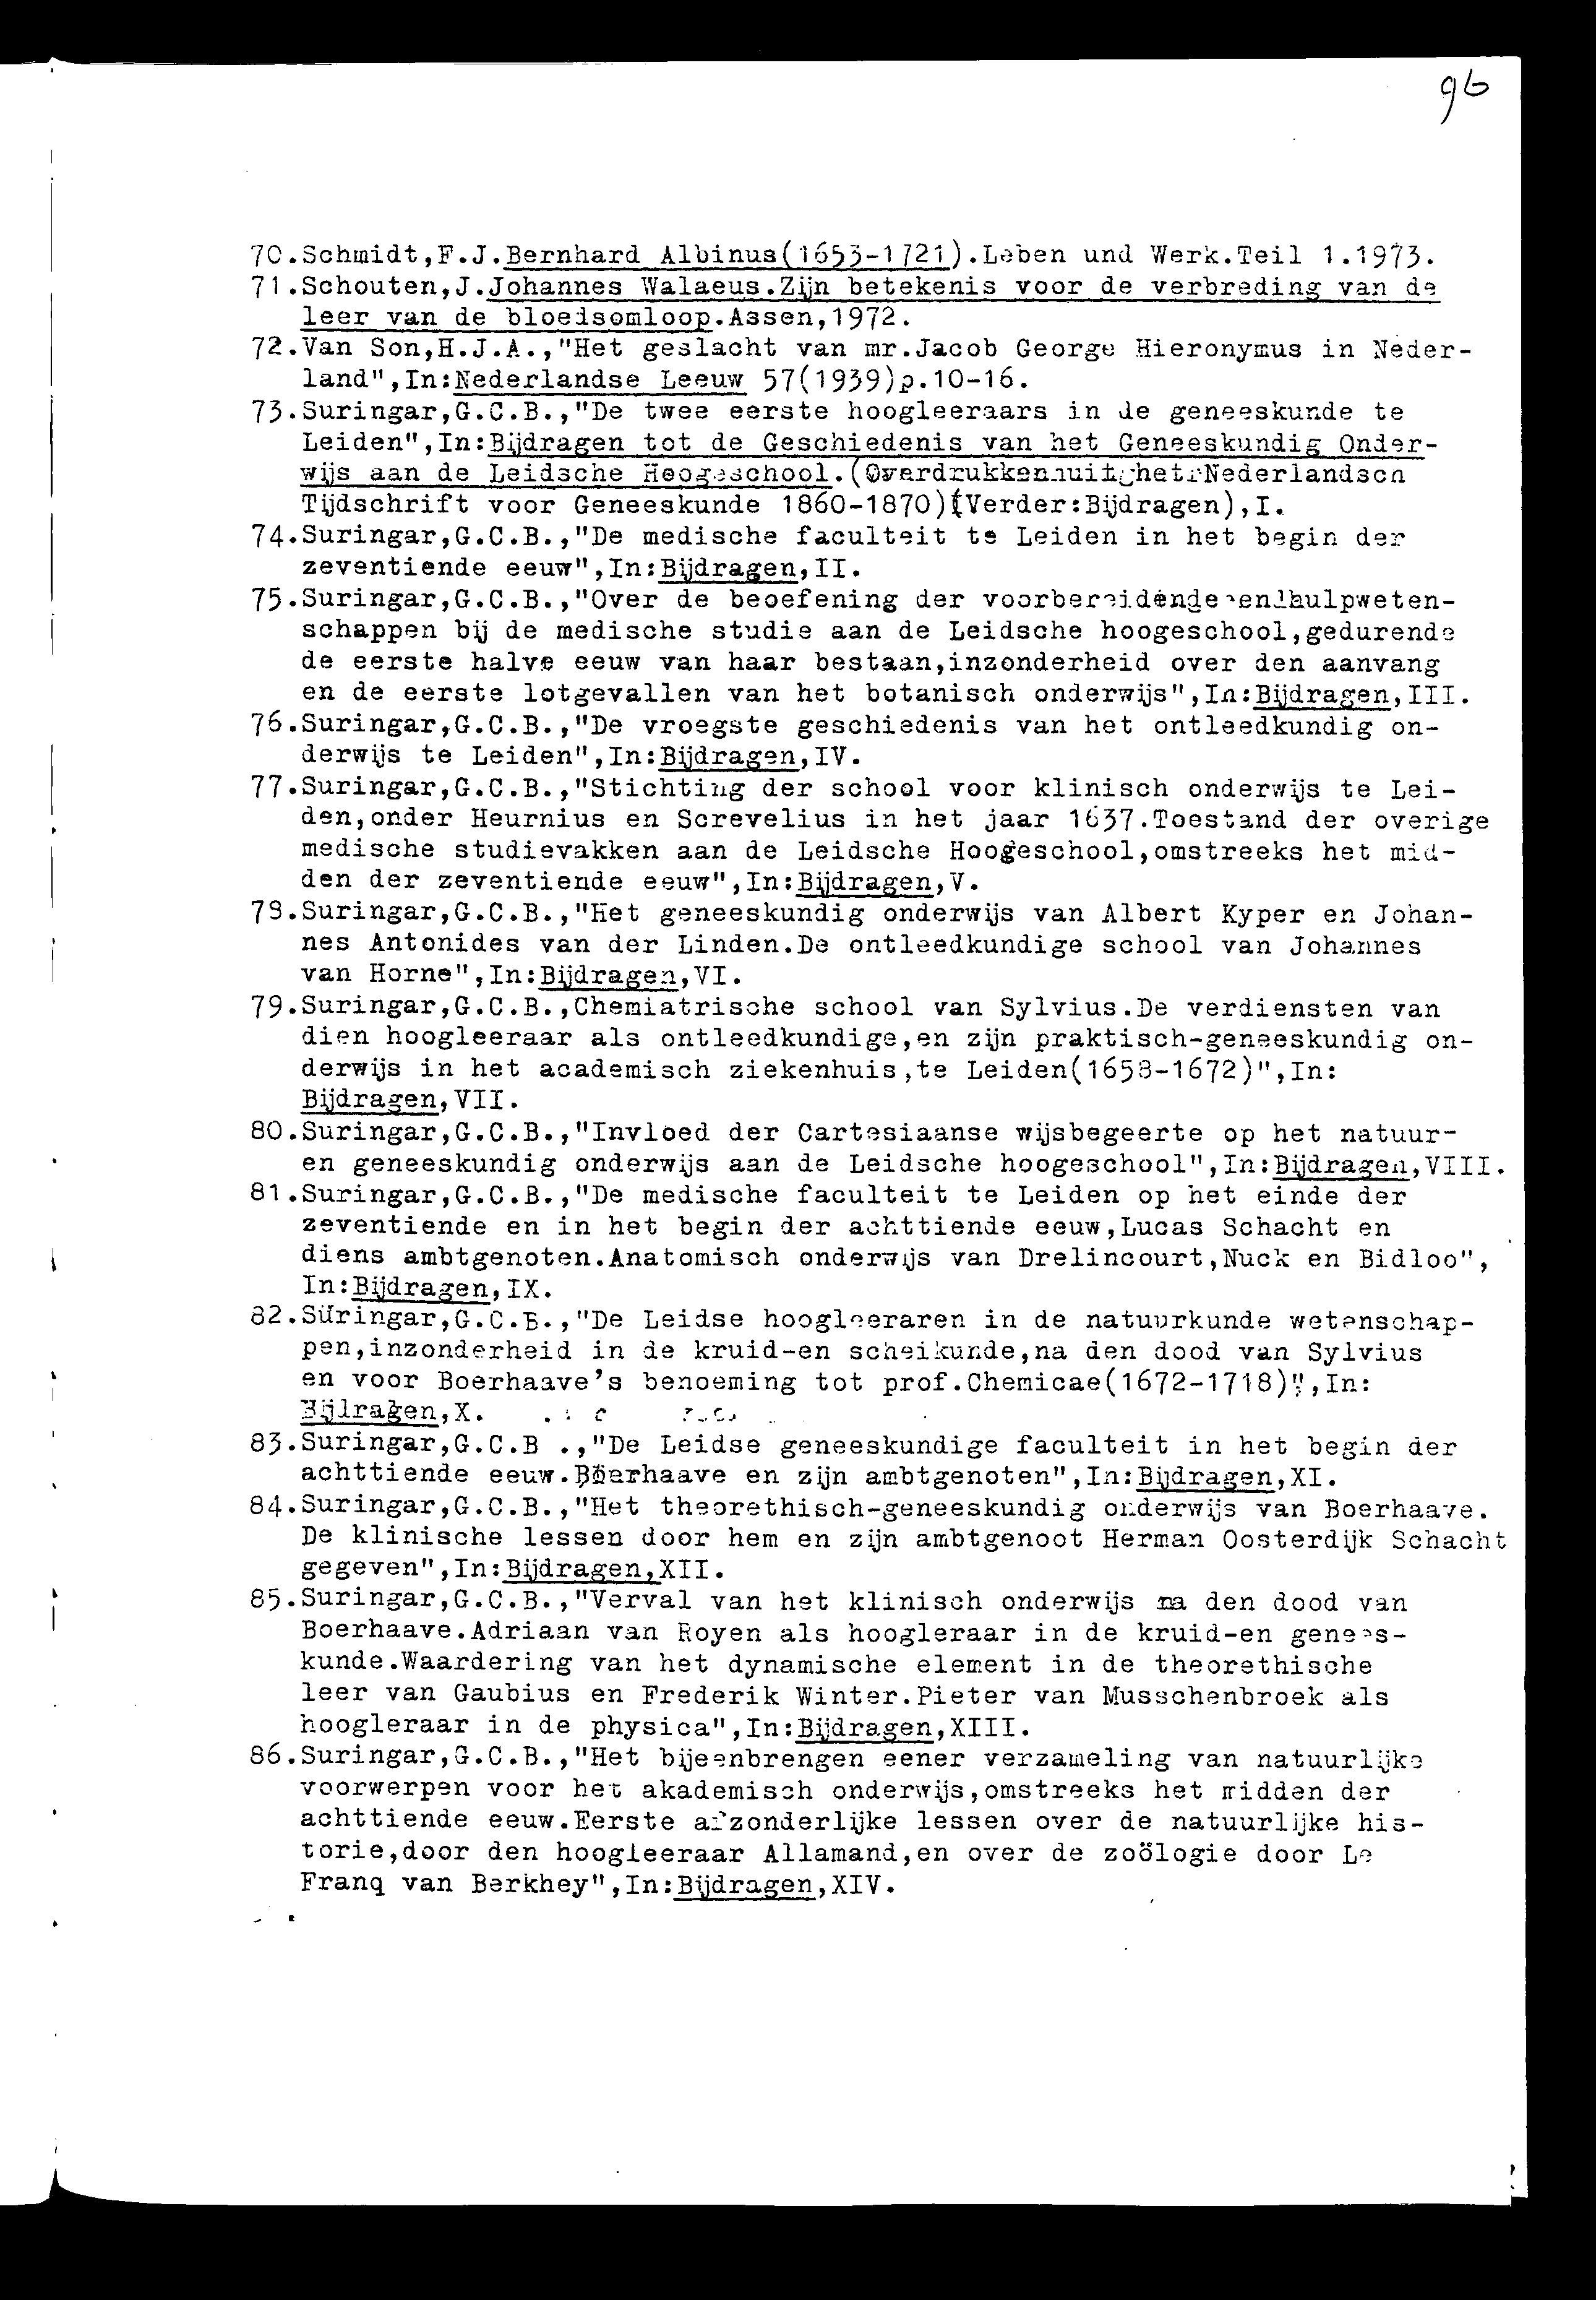 96
70.Schmidt,F.J.Bernhard Albinus(1653-1721).Leben und Werk.Teil 1.1973.
71.Schouten,J.Johannes Walaeus.Zijn betekenis voor de verbreding van de
leer van de bloedsomloop.Assen,1972.
72.Van Son,H.J.A.,"Het geslacht van mr.Jacob George Hieronymus in Neder-
land",In:Nederlandse Leeuw 57(1939)p.10-16.
73.Suringar,G.C.B.,"De twee eerste hoogleeraars in de geneeskunde te
Leiden",In:Bijdragen tot de Geschiedenis van het Geneeskundig Onder-
wijs aan de Leidsche Hoogeschool.(Overdrukken uit het Nederlandsch
Tijdschrift voor Geneeskunde 1860-1870)(Verder:Bijdragen),I.
74.Suringar,G.C.B.,"De medische faculteit te Leiden in het begin der
zeventiende eeuw",In:Bijdragen,II.
75.Suringar,G.C.B.,"Over de beoefening der voorbereidende en hulpweten-
schappen bij de medische studie aan de Leidsche hoogeschool,gedurende
de eerste halve eeuw van haar bestaan,inzonderheid over den aanvang
en de eerste lotgevallen van het botanisch onderwijs",In:Bijdragen,III.
76.Suringar,G.C.B.,"De vroegste geschiedenis van het ontleedkundig on-
derwijs te Leiden",In:Bijdragen,IV.
77.Suringar,G.C.B.,"Stichting der school voor klinisch onderwijs te Lei-
den,onder Heurnius en Screvelius in het jaar 1637.Toestand der overige
medische studievakken aan de Leidsche Hoogeschool,omstreeks het mid-
den der zeventiende eeuw",In:Bijdragen,V.
78.Suringar,G.C.B.,"Het geneeskundig onderwijs van Albert Kyper en Johan-
nes Antonides van der Linden.De ontleedkundige school van Johannes
van Horne",In:Bijdragen,VI.
79.Suringar,G.C.B.,Chemiatrische school van Sylvius.De verdiensten van
dien hoogleeraar als ontleedkundige,en zijn praktisch-geneeskundig on-
derwijs in het academisch ziekenhuis,te Leiden(1658-1672)",In:
Bijdragen,VII.
80.Suringar,G.C.B.,"Invloed der Cartesiaanse wijsbegeerte op het natuur-
en geneeskundig onderwijs aan de Leidsche hoogeschool",In:Bijdragen,VIII.
81.Suringar,G.C.B.,"De medische faculteit te Leiden op het einde der
zeventiende en in het begin der achttiende eeuw,Lucas Schacht en
diens ambtgenoten.Anatomisch onderwijs van Drelincourt,Nuck en Bidloo",
In:Bijdragen,IX.
82.Suringar,G.C.B.,"De Leidse hoogleeraren in de natuurkunde wetenschap-
pen,inzonderheid in de kruid-en scheikunde,na den dood van Sylvius
en voor Boerhaave's benoeming tot prof.Chemicae(1672-1718)",In:
Bijdragen,X.
83.Suringar,G.C.B .,"De Leidse geneeskundige faculteit in het begin der
achttiende eeuw.Boerhaave en zijn ambtgenoten",In:Bijdragen,XI.
84.Suringar,G.C.B.,"Het theorethisch-geneeskundig onderwijs van Boerhaave.
De klinische lessen door hem en zijn ambtgenoot Herman Oosterdijk Schacht
gegeven",In:Bijdragen,XII.
85.Suringar,G.C.B.,"Verval van het klinisch onderwijs na den dood van
Boerhaave.Adriaan van Royen als hoogleraar in de kruid-en genees-
kunde.Waardering van het dynamische element in de theorethische
leer van Gaubius en Frederik Winter.Pieter van Musschenbroek als
hoogleraar in de physica",In:Bijdragen,XIII.
86.Suringar,G.C.B.,"Het bijeenbrengen eener verzameling van natuurlijke
voorwerpen voor het akademisch onderwijs,omstreeks het midden der
achttiende eeuw.Eerste afzonderlijke lessen over de natuurlijke his-
torie,door den hoogleeraar Allamand,en over de zoölogie door Le
Franq van Berkhey",In:Bijdragen,XIV.